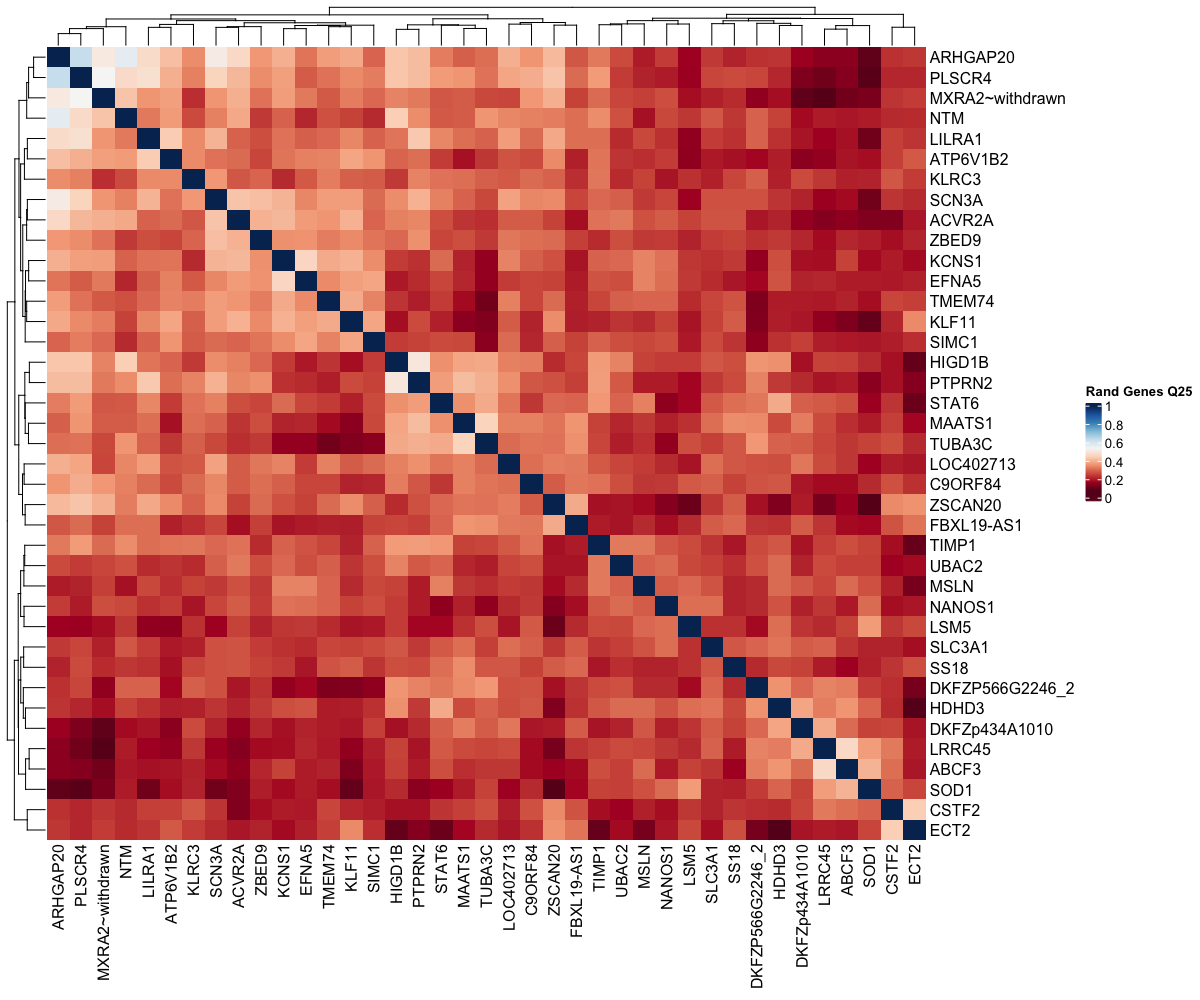 ARHGAP20
PLSCR4
MXRA2~withdrawn
NTM
LILRA1
ATP6V1B2
KLRC3
SCN3A
ACVR2A
ZBED9
KCNS1
EFNA5
TMEM74
KLF11
SIMC1
HIGD1B
PTPRN2
STAT6
MAATS1
TUBA3C
LOC402713
C9ORF84
ZSCAN20
FBXL19-AS1
TIMP1
UBAC2
MSLN
NANOS1
LSM5
SLC3A1
SS18
DKFZP566G2246_2
HDHD3
DKFZp434A1010
LRRC45
ABCF3
SOD1
CSTF2
ECT2
Rand Genes Q25
1
0.8
0.6
0.4
0.2
0
ARHGAP20
PLSCR4
MXRA2~withdrawn
NTM
LILRA1
ATP6V1B2
KLRC3
SCN3A
ACVR2A
ZBED9
KCNS1
EFNA5
TMEM74
KLF11
SIMC1
HIGD1B
PTPRN2
STAT6
MAATS1
TUBA3C
LOC402713
C9ORF84
ZSCAN20
FBXL19-AS1
TIMP1
UBAC2
MSLN
NANOS1
LSM5
SLC3A1
SS18
DKFZP566G2246_2
HDHD3
DKFZp434A1010
LRRC45
ABCF3
SOD1
CSTF2
ECT2